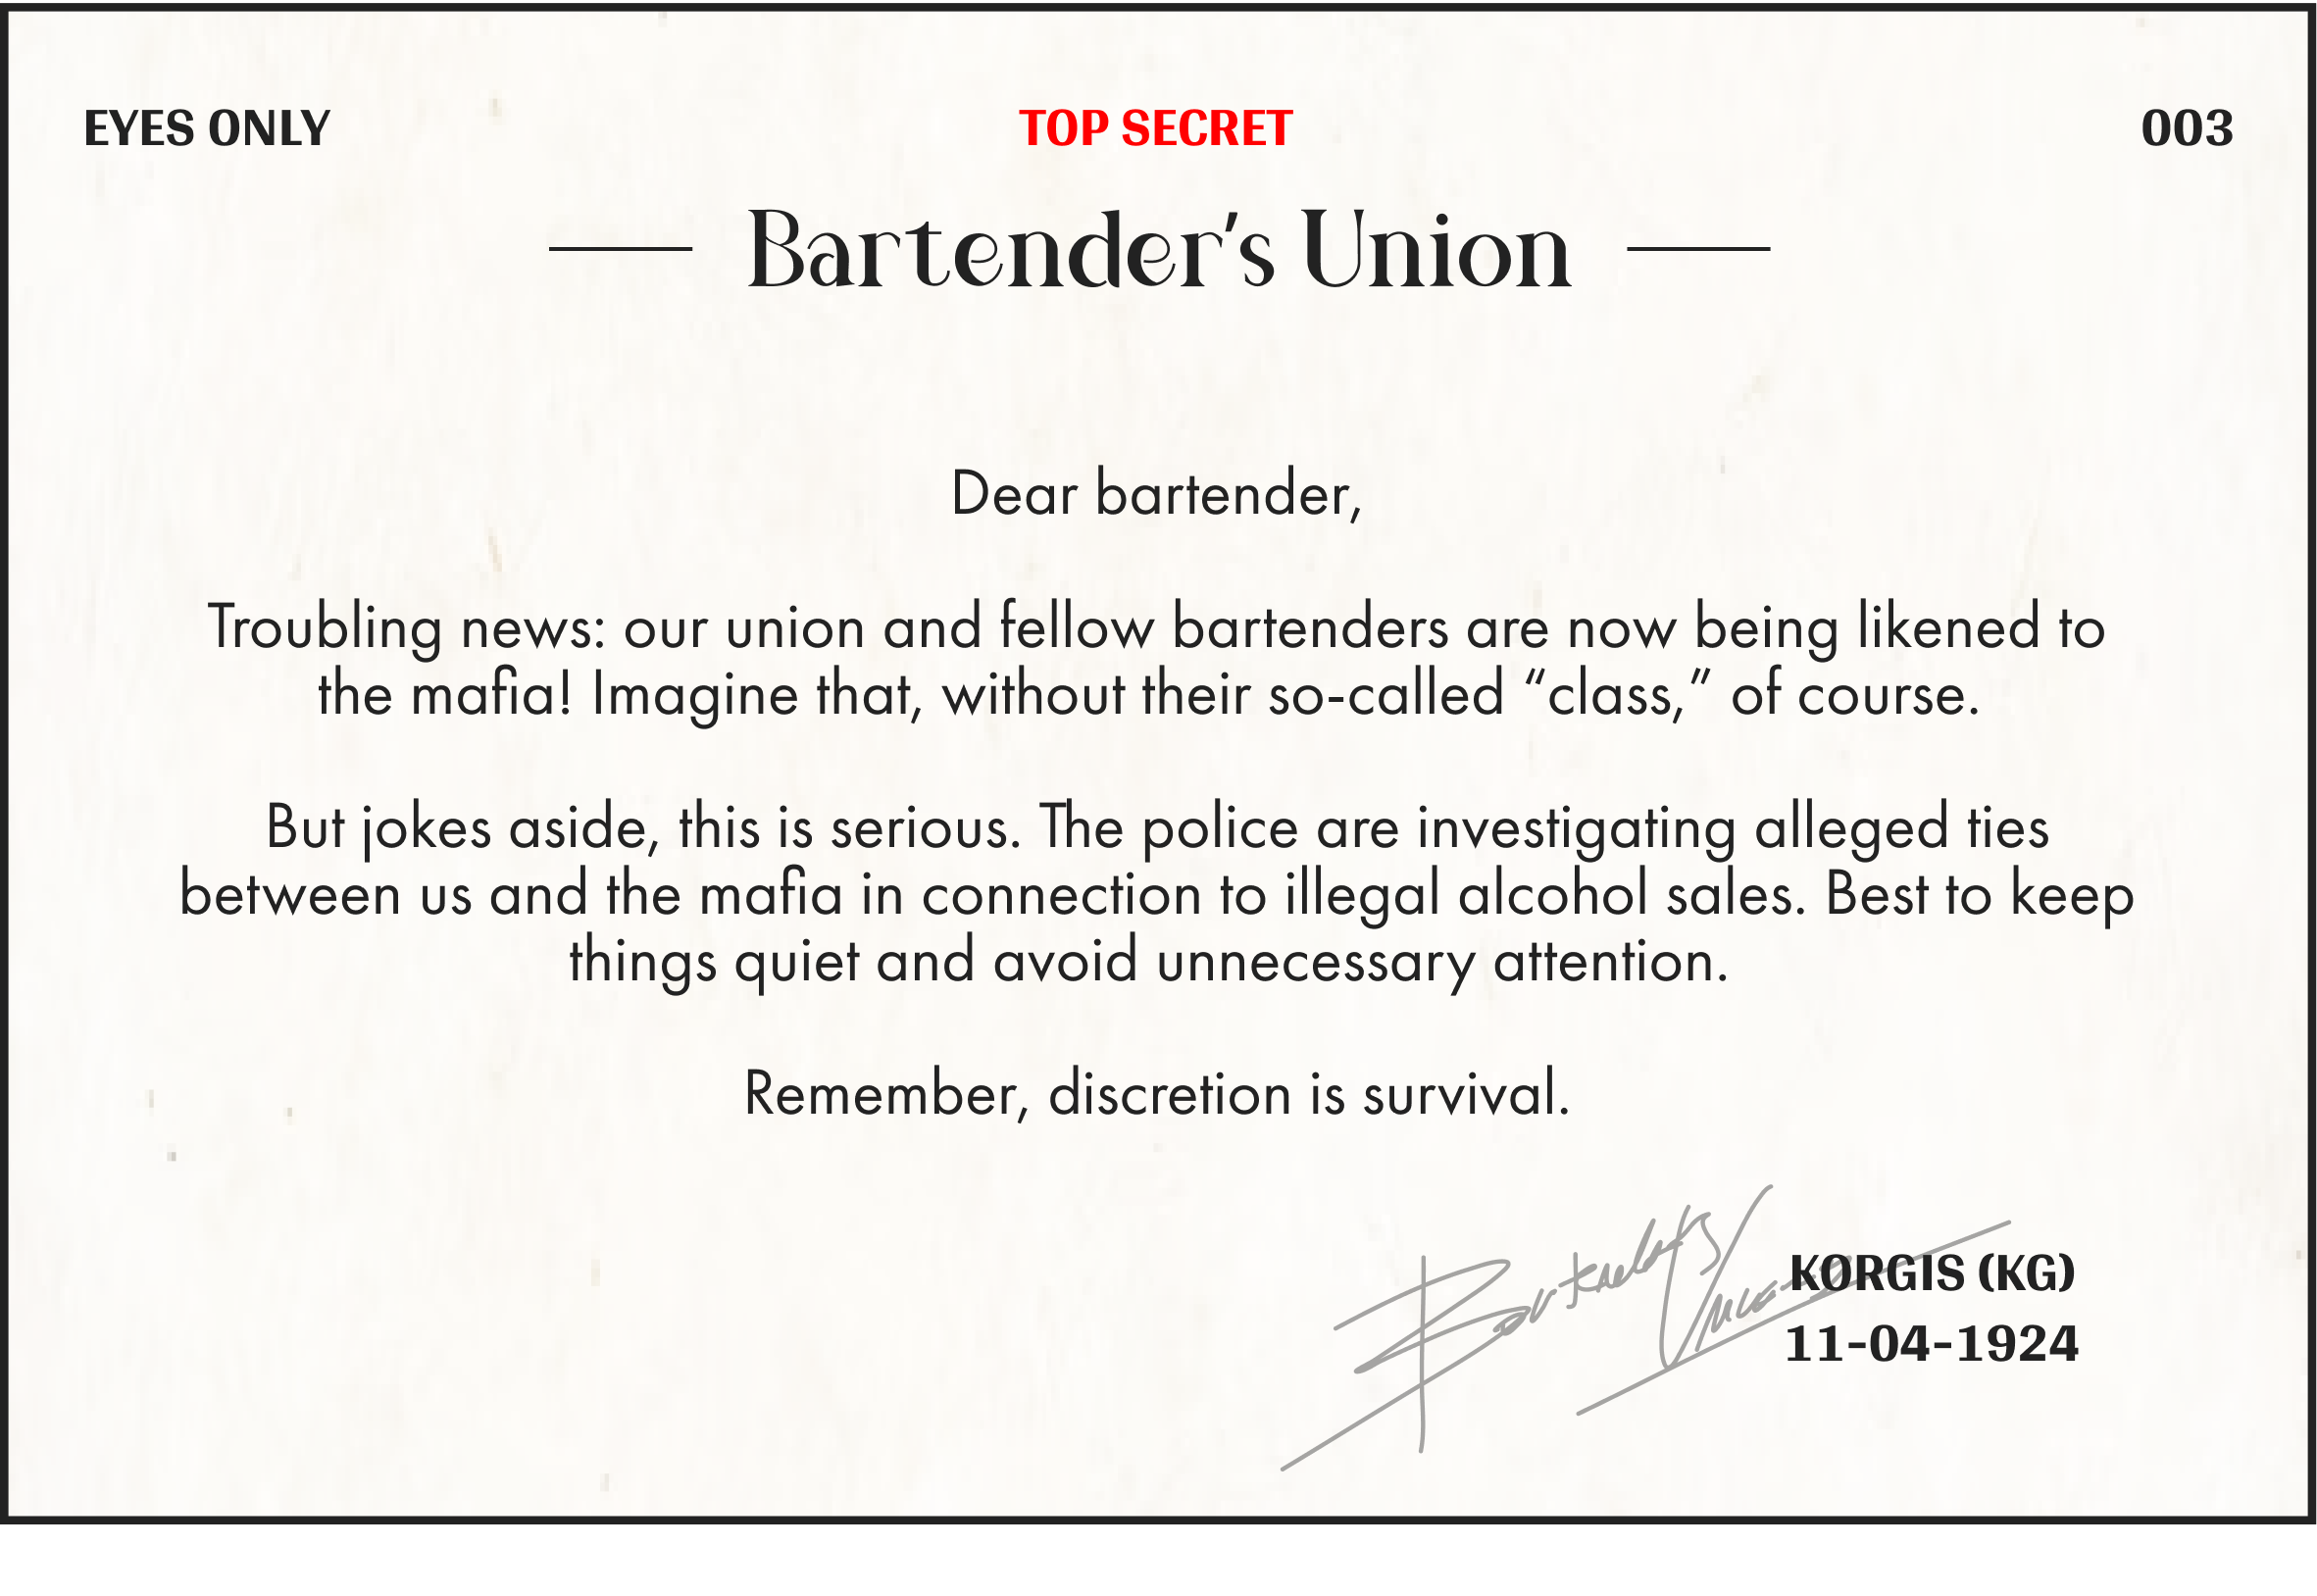 EYES ONLY
TOP SECRET
003
Bartender’s Union
Dear bartender,
Troubling news: our union and fellow bartenders are now being likened to
the mafia! Imagine that, without their so-called “class,” of course.
But jokes aside, this is serious. The police are investigating alleged ties
between us and the mafia in connection to illegal alcohol sales. Best to keep
things quiet and avoid unnecessary attention.
Remember, discretion is survival.
Bartender's Union
KORGIS (KG)
11-04-1924